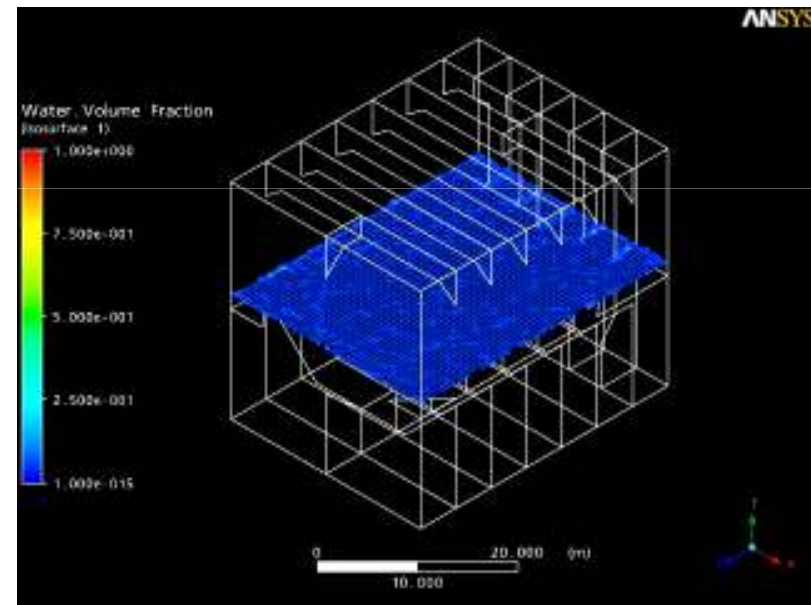 ANSYS
Water Volume Fraction
(Isosurface 1)
1.000e+000
7.500e-001
5.000e-001
2.500e-001
1.000e-015
0 20.000 (m)
10.000
Y
X